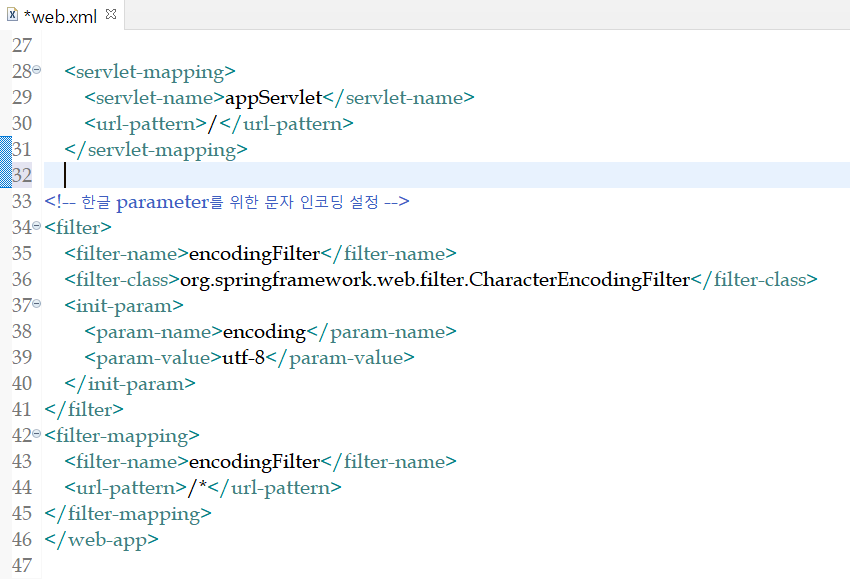 *web.xml
27
28 <servlet-mapping>
29 <servlet-name>appServlet</servlet-name>
30 <url-pattern>/</url-pattern>
31 </servlet-mapping>
32
33 <!-- 한글 parameter를 위한 문자 인코딩 설정 -->
34 <filter>
35 <filter-name>encodingFilter</filter-name>
36 <filter-class>org.springframework.web.filter.CharacterEncodingFilter</filter-class>
37 <init-param>
38 <param-name>encoding</param-name>
39 <param-value>utf-8</param-value>
40 </init-param>
41 </filter>
42 <filter-mapping>
43 <filter-name>encodingFilter</filter-name>
44 <url-pattern>/*</url-pattern>
45 </filter-mapping>
46 </web-app>
47